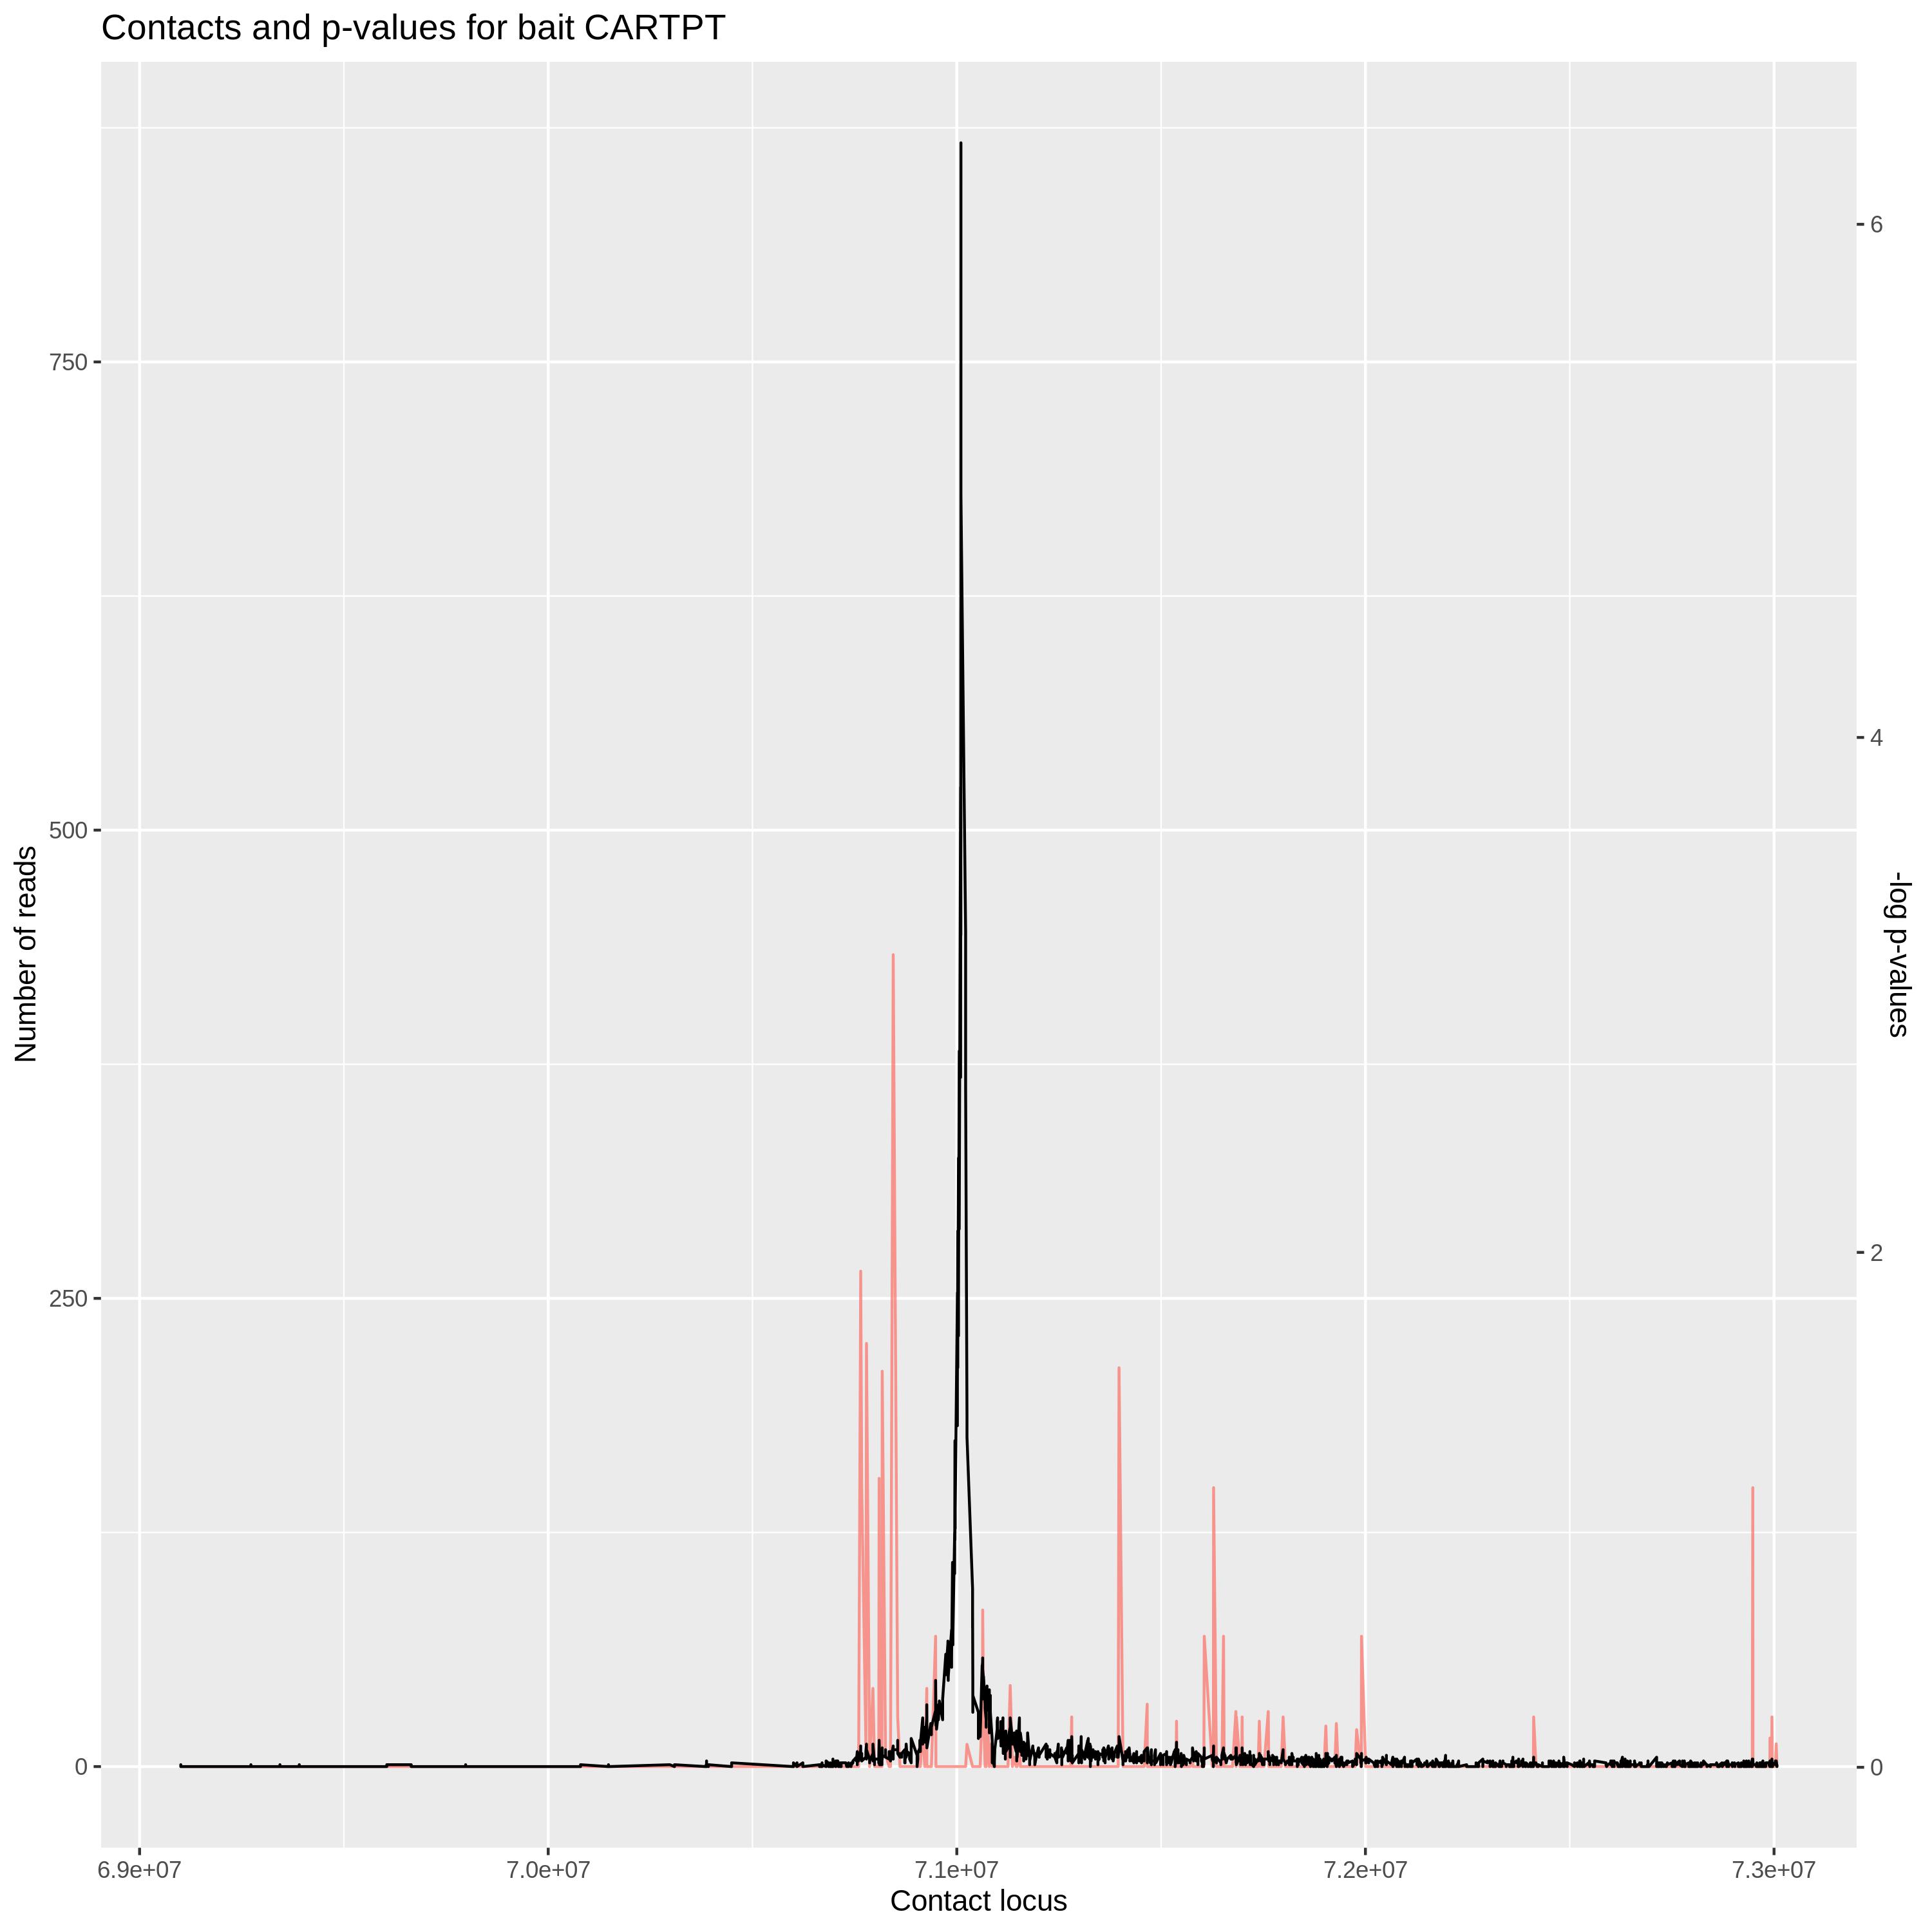 Contacts and p-values for bait CARTPT
Number of reads
750
500
250
0
6
4
2
0
-log p-values
6.9e+07
7.0e+07
7.1e+07
7.2e+07
7.3e+07
Contact locus